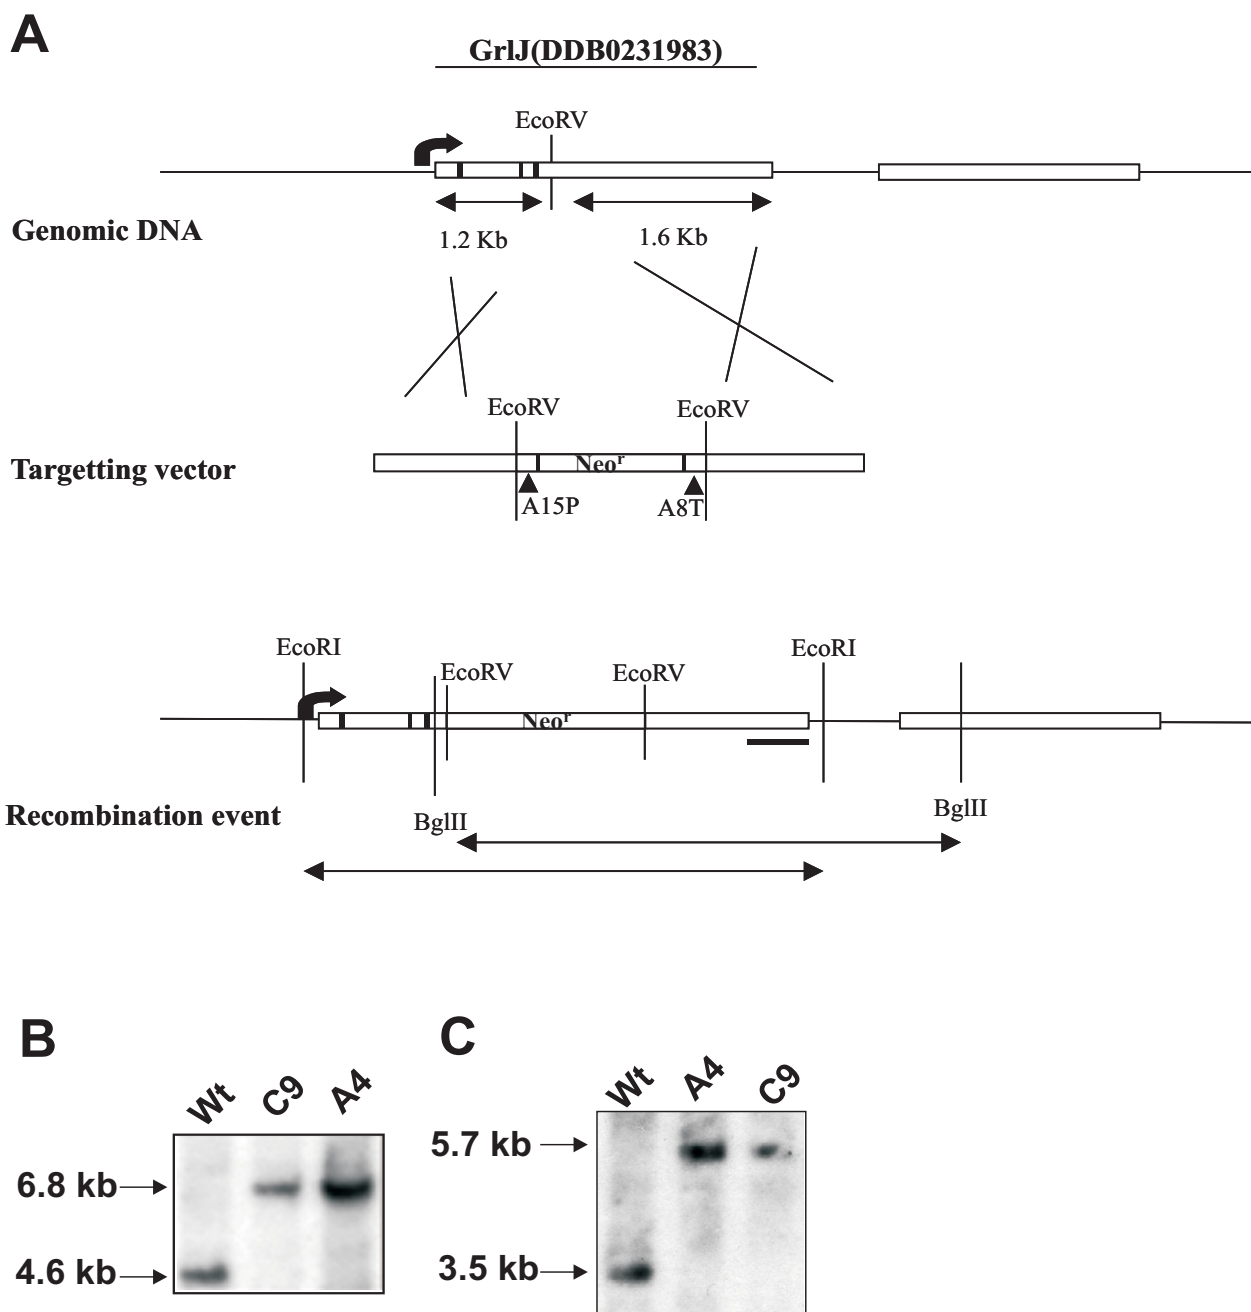 A
GrlJ(DDB0231983)
EcoRV
Genomic DNA
1.2 Kb
1.6 Kb
EcoRV
EcoRV
Targetting vector
Neor
A15P
A8T
EcoRI
EcoRI
EcoRV
EcoRV
Neor
Recombination event
BglII
BglII
B
Wt
C9
A4
6.8 kb
4.6 kb
C
Wt
A4
C9
5.7 kb
3.5 kb